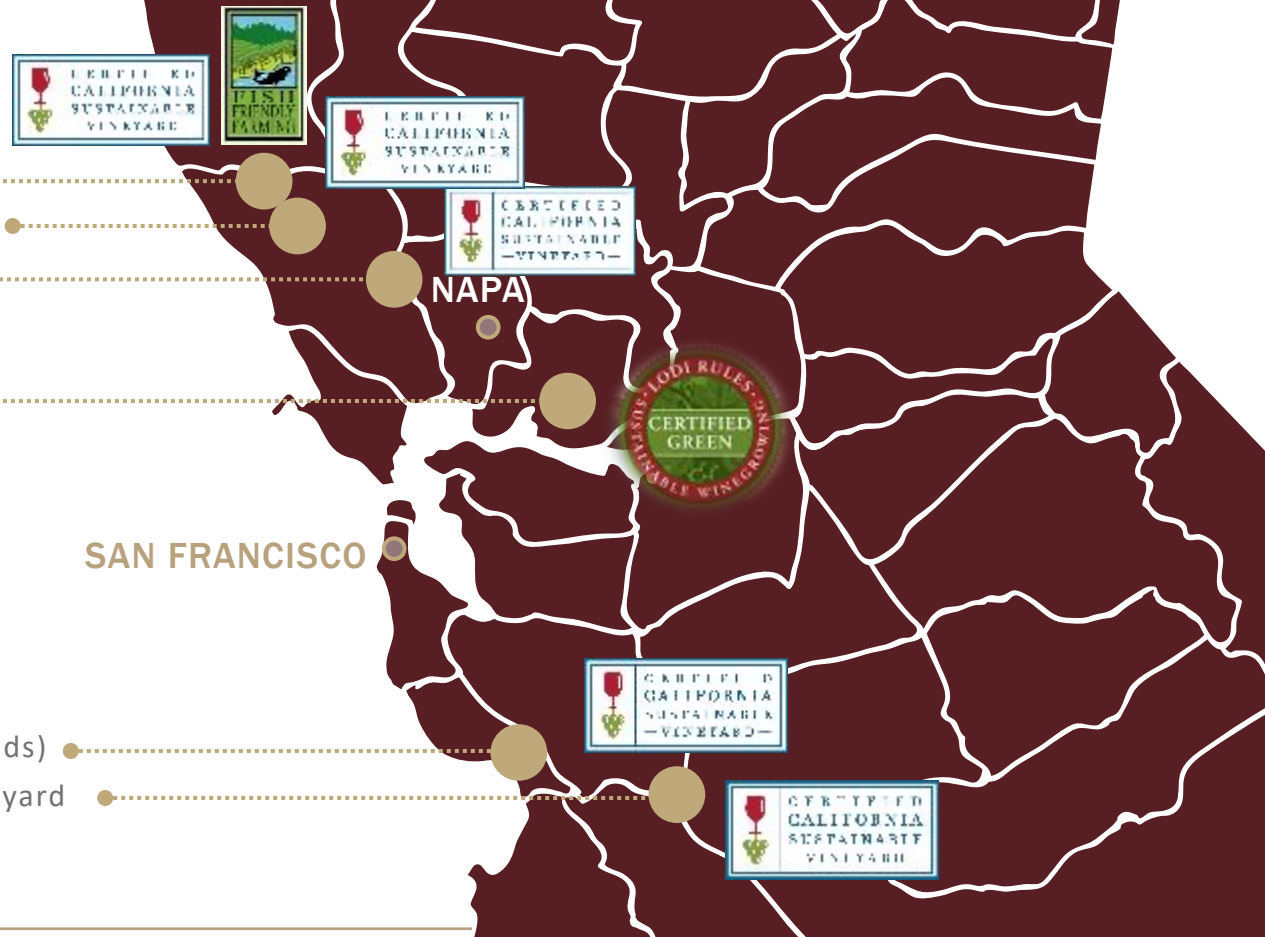 CERTIFIED
CALIFORNIA
SUSTAINABLE
VINEYARD
FISH
FRIENDLY
FARMING
CERTIFIED
CALIFORNIA
SUSTAINABLE
VINEYARD
CERTIFIED
CALIFORNIA
SUSTAINABLE
VINEYARD
NAPA
LODI RULES
SUSTAINABLE WINEGROWING
CERTIFIED
GREEN
SAN FRANCISCO
CERTIFIED
CALIFORNIA
SUSTAINABLE
VINEYARD
ds)
yard
CERTIFIED
CALIFORNIA
SUSTAINABLE
VINEYARD